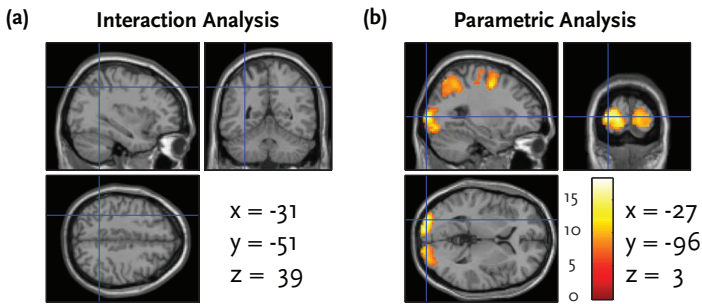 (a) Interaction Analysis
x = -31
y = -51
z = 39
(b) Parametric Analysis
15
10
5
0
x = -27
y = -96
z = 3